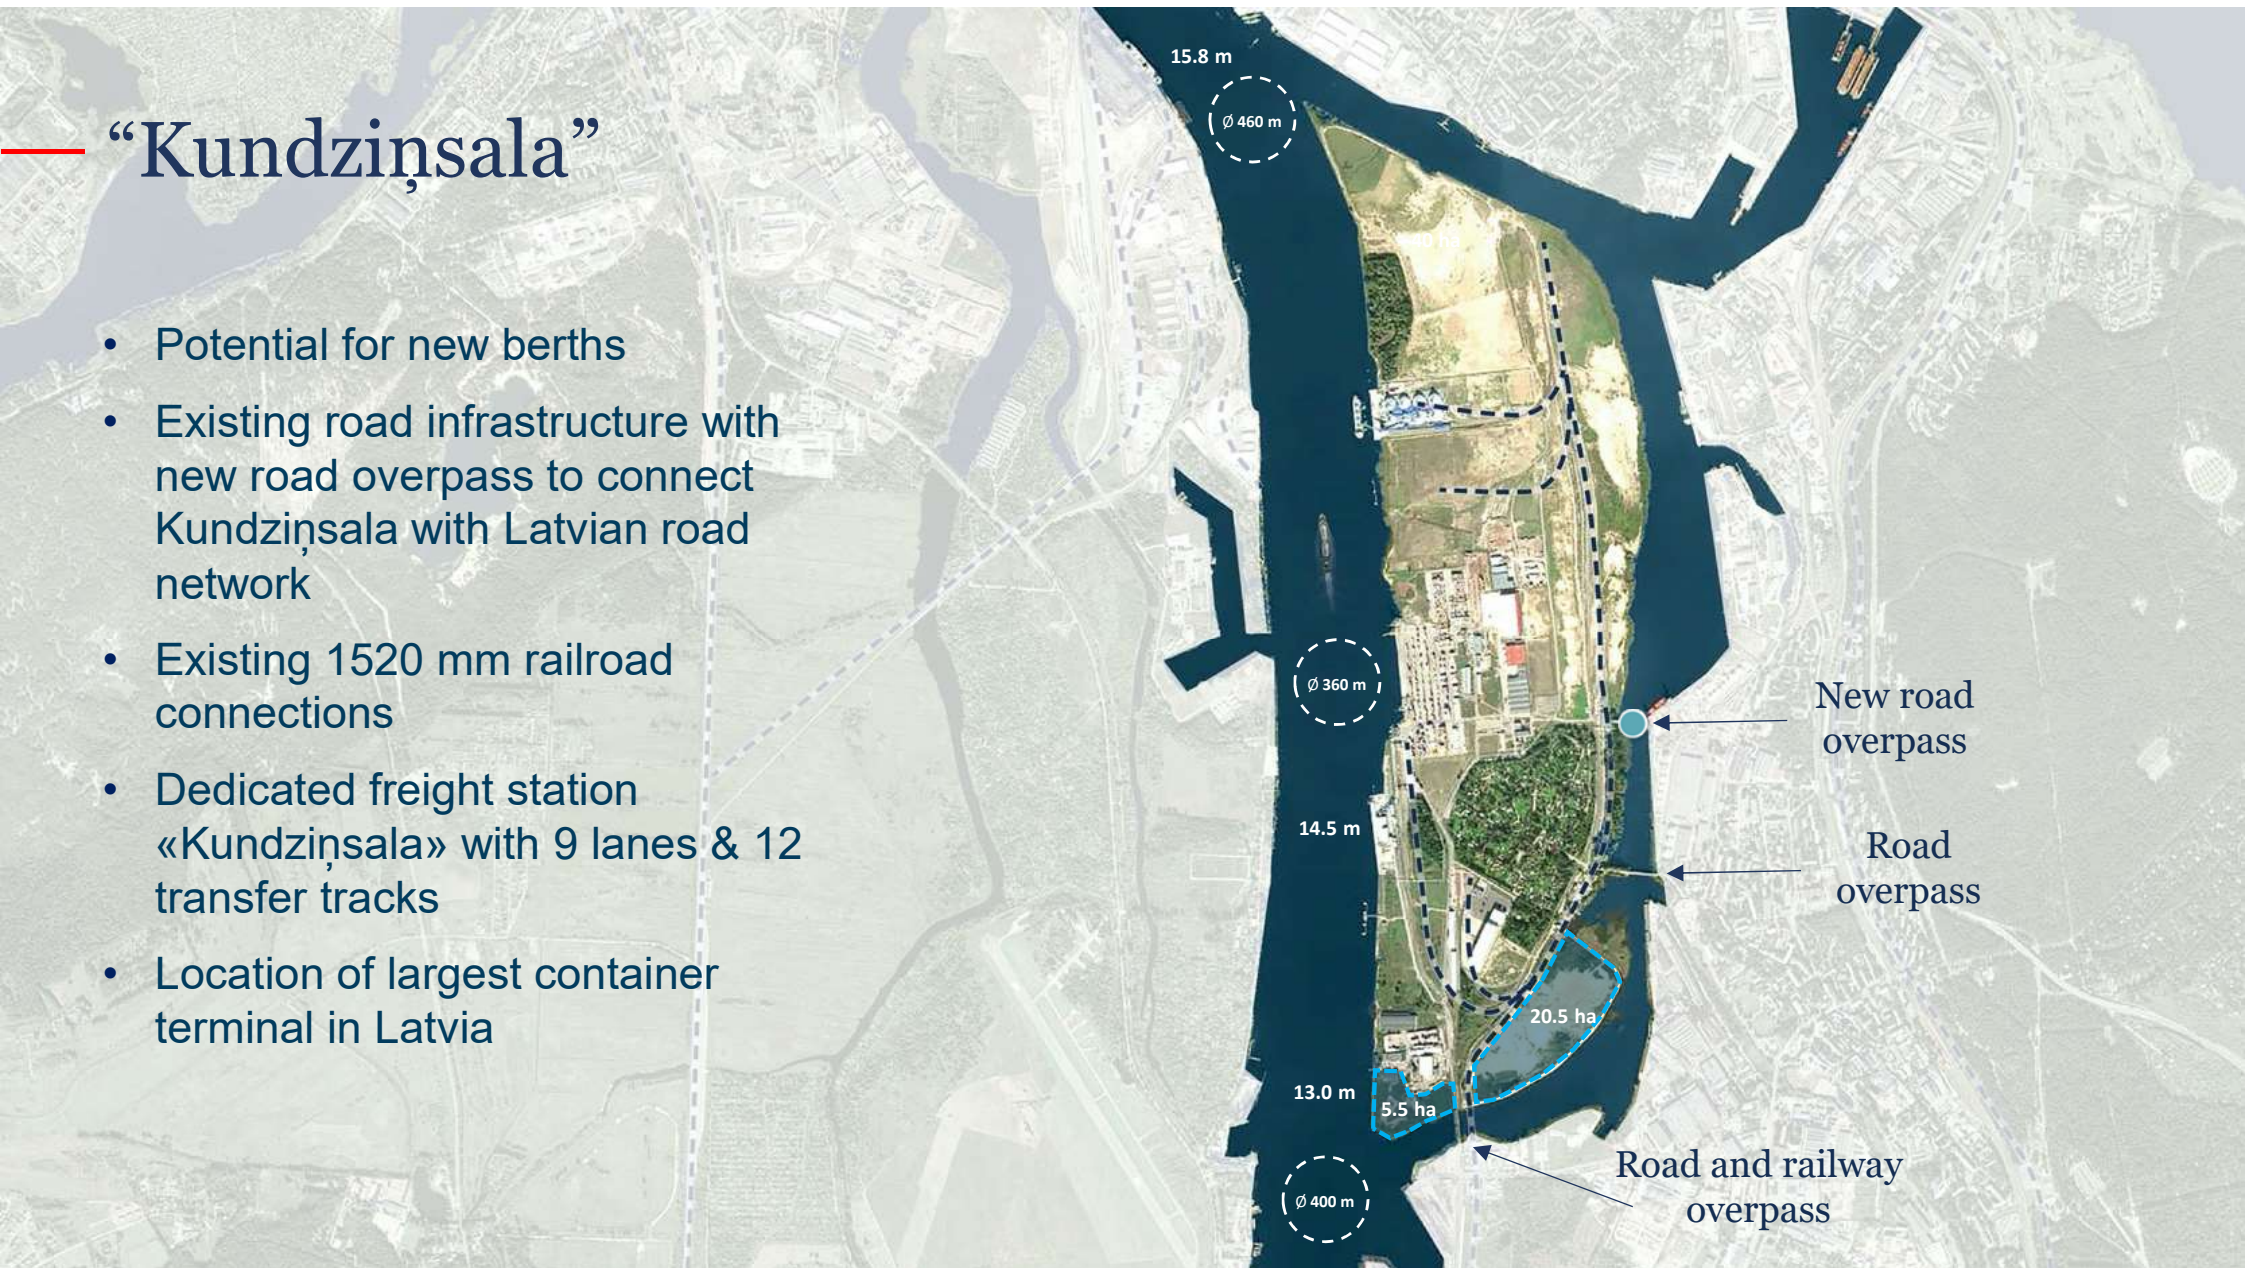 “Kundziņsala”
• Potential for new berths
• Existing road infrastructure with
new road overpass to connect
Kundziņsala with Latvian road
network
• Existing 1520 mm railroad
connections
• Dedicated freight station
«Kundziņsala» with 9 lanes & 12
transfer tracks
• Location of largest container
terminal in Latvia
15.8 m
Ø 460 m
Ø 360 m
New road
overpass
14.5 m
Road
overpass
20.5 ha
13.0 m
5.5 ha
Road and railway
overpass
Ø 400 m